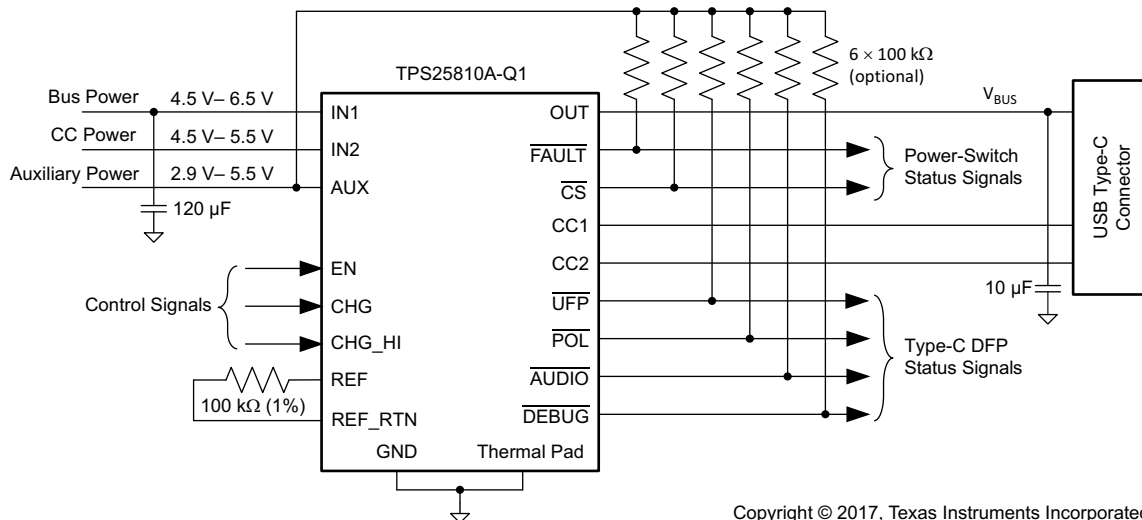 TPS25810A-Q1
6 × 100 kΩ
(optional)
Bus Power 4.5 V– 6.5 V
CC Power 4.5 V– 5.5 V
Auxiliary Power 2.9 V– 5.5 V
120 µF
Control Signals
100 kΩ (1%)
IN1
IN2
AUX
EN
CHG
CHG_HI
REF
REF_RTN
GND
Thermal Pad
OUT
FAULT
CS
CC1
CC2
UFP
POL
AUDIO
DEBUG
VBUS
Power-Switch
Status Signals
10 µF
Type-C DFP
Status Signals
USB Type-C
Connector
Copyright © 2017, Texas Instruments Incorporated